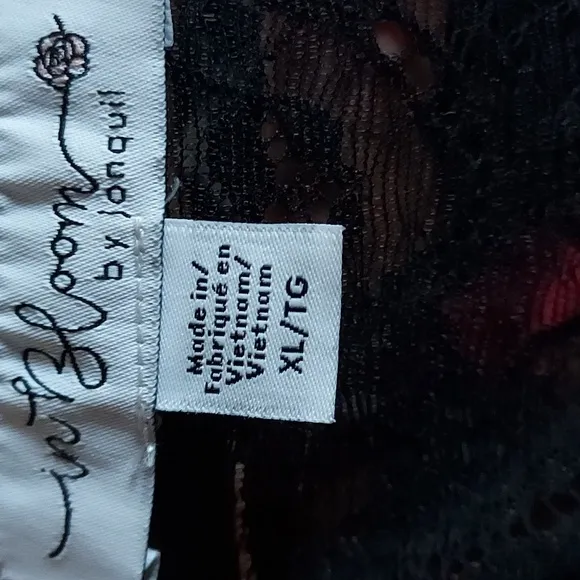 in Bloom
by Jonquil
Made in/
Fabriqué en
Vietnam/
Vietnam
XL/TG